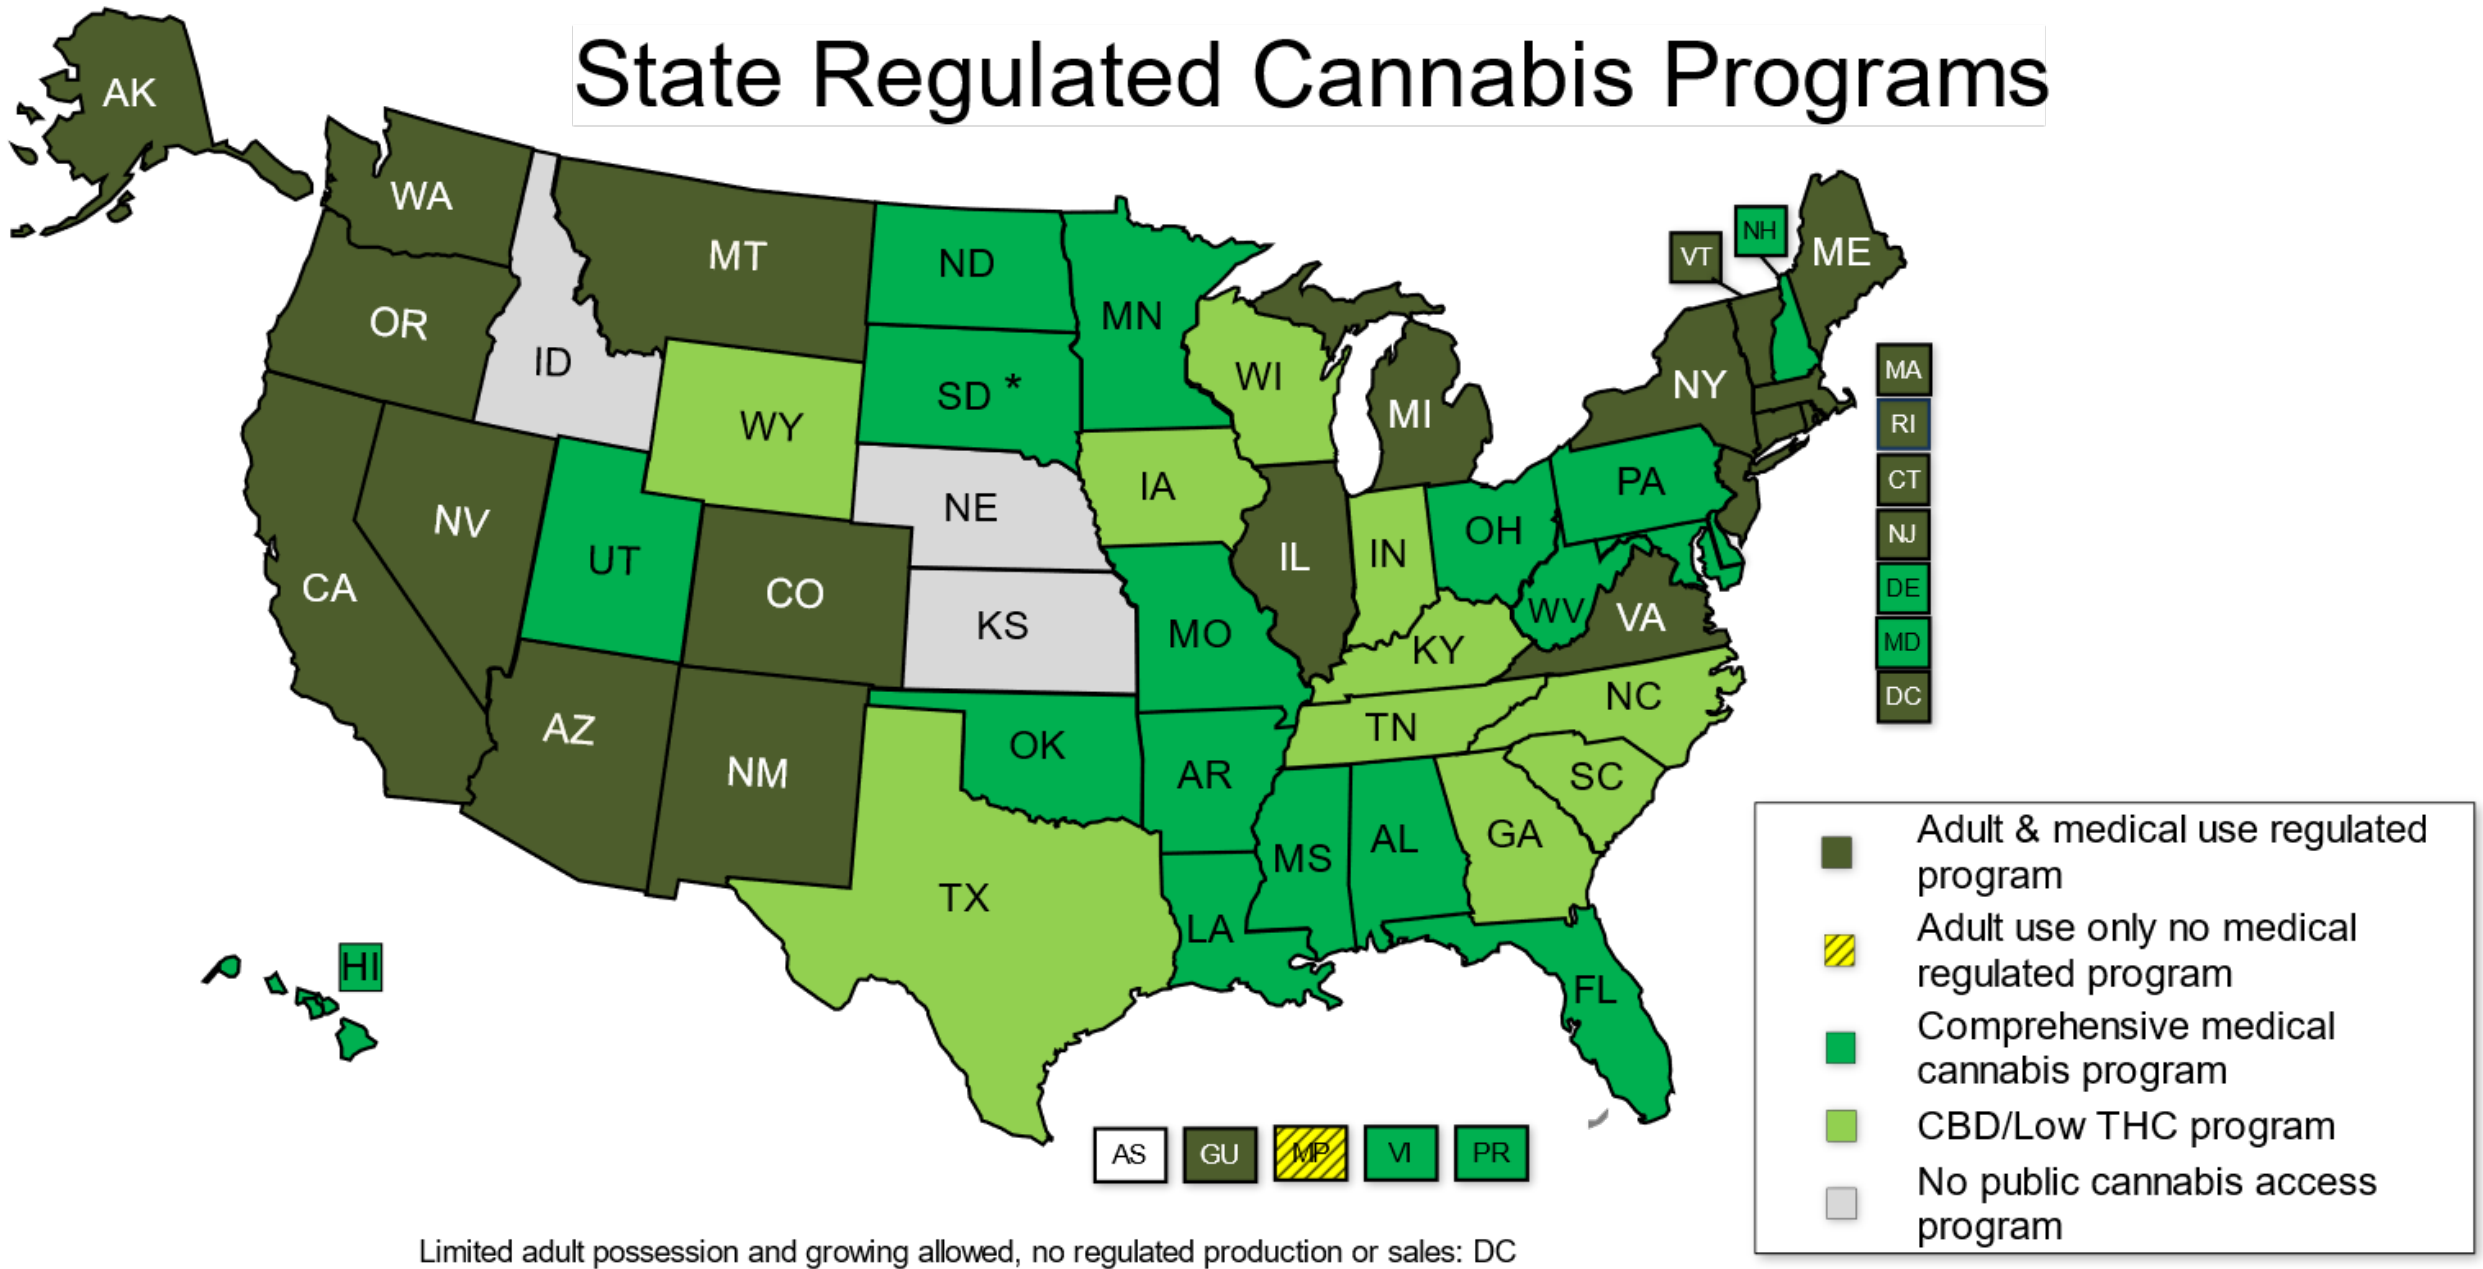 State Regulated Cannabis Programs
AK
WA
MT
ND
MN
VT
NH
ME
OR
ID
SD *
WI
MI
NY
MA
RI
WY
IA
NE
PA
CT
NV
UT
CO
IL
IN
OH
NJ
CA
KS
MO
KY
WV
VA
DE
MD
AZ
NM
OK
AR
TN
NC
DC
SC
TX
MS
AL
GA
LA
FL
HI
AS
GU
MP
VI
PR
Adult & medical use regulated
program
Adult use only no medical
regulated program
Comprehensive medical
cannabis program
CBD/Low THC program
No public cannabis access
program
Limited adult possession and growing allowed, no regulated production or sales: DC